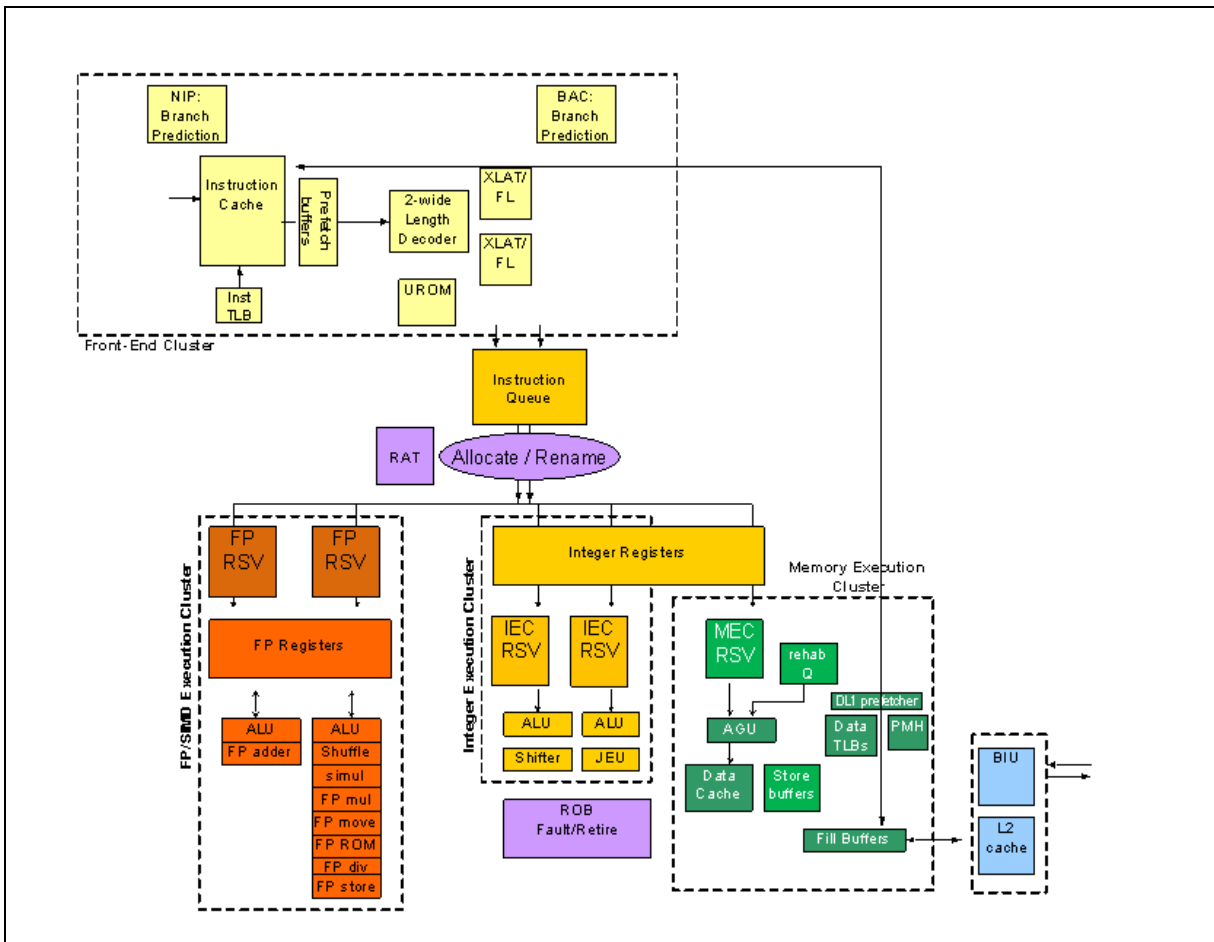 NIP:
Branch
Prediction
BAC:
Branch
Prediction
Instruction
Cache
Prefetch
buffers
2-wide
Length
Decoder
XLAT/
FL
XLAT/
FL
UROM
Inst
TLB
Front-End Cluster
Instruction
Queue
RAT
Allocate / Rename
FP/SIMD Execution Cluster
FP
RSV
FP
RSV
FP Registers
ALU
FP adder
ALU
Shuffle
simul
FP mul
FP move
FP ROM
FP div
FP store
Integer Execution Cluster
Integer Registers
IEC
RSV
IEC
RSV
ALU
Shifter
ALU
JEU
ROB
Fault/Retire
Memory Execution
Cluster
MEC
RSV
rehab
Q
DL1 prefetcher
AGU
Data
TLBs
PMH
Data
Cache
Store
buffers
Fill Buffers
BIU
L2
cache